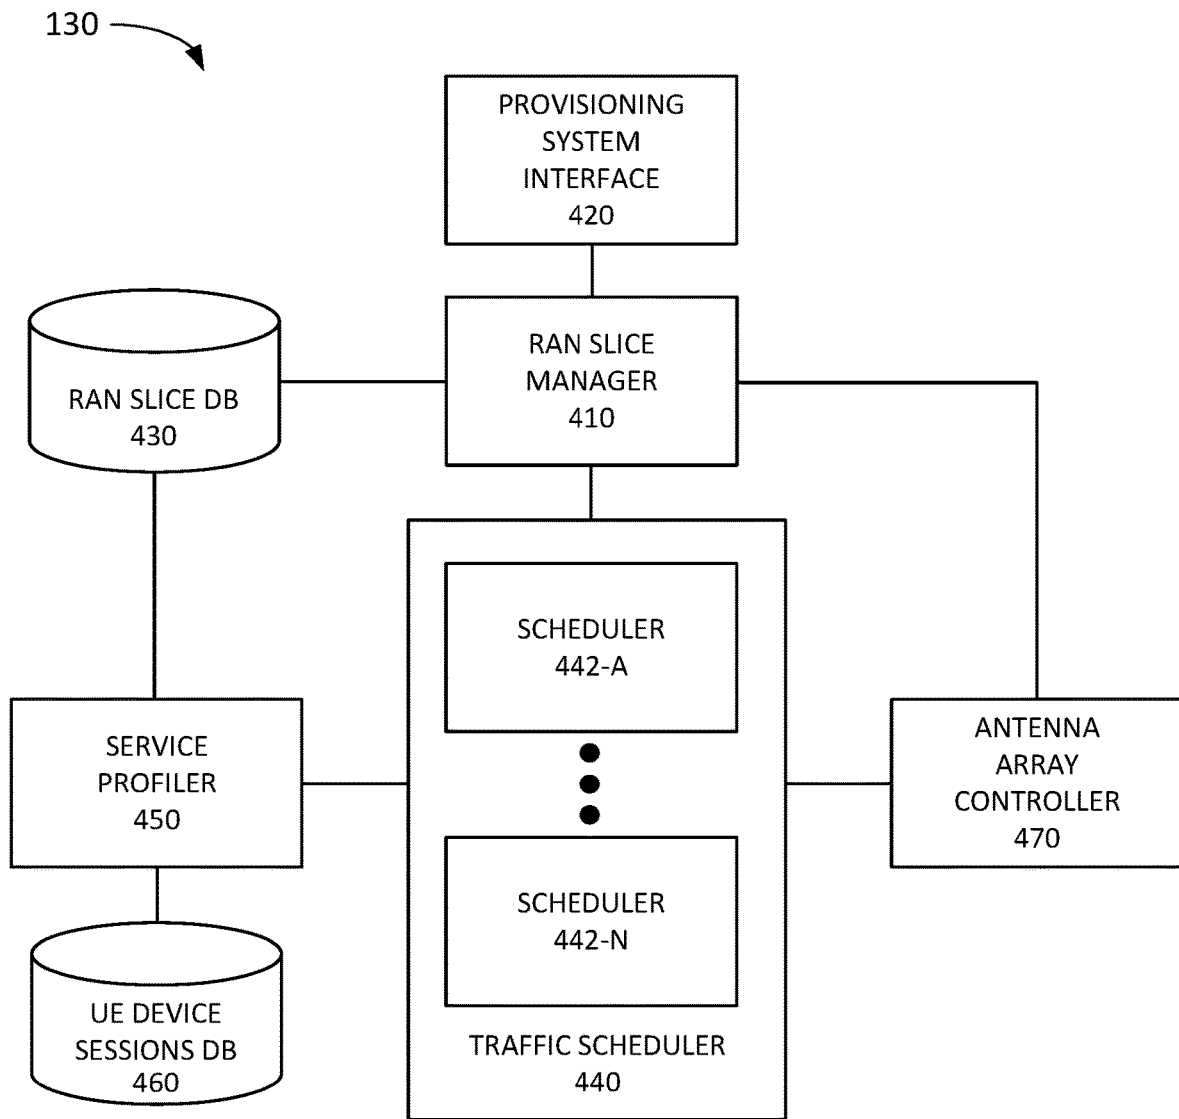 130
PROVISIONING
SYSTEM
INTERFACE
420
RAN SLICE DB
430
RAN SLICE
MANAGER
410
SCHEDULER
442-A
SERVICE
PROFILER
450
ANTENNA
ARRAY
CONTROLLER
470
SCHEDULER
442-N
UE DEVICE
SESSIONS DB
460
TRAFFIC SCHEDULER
440